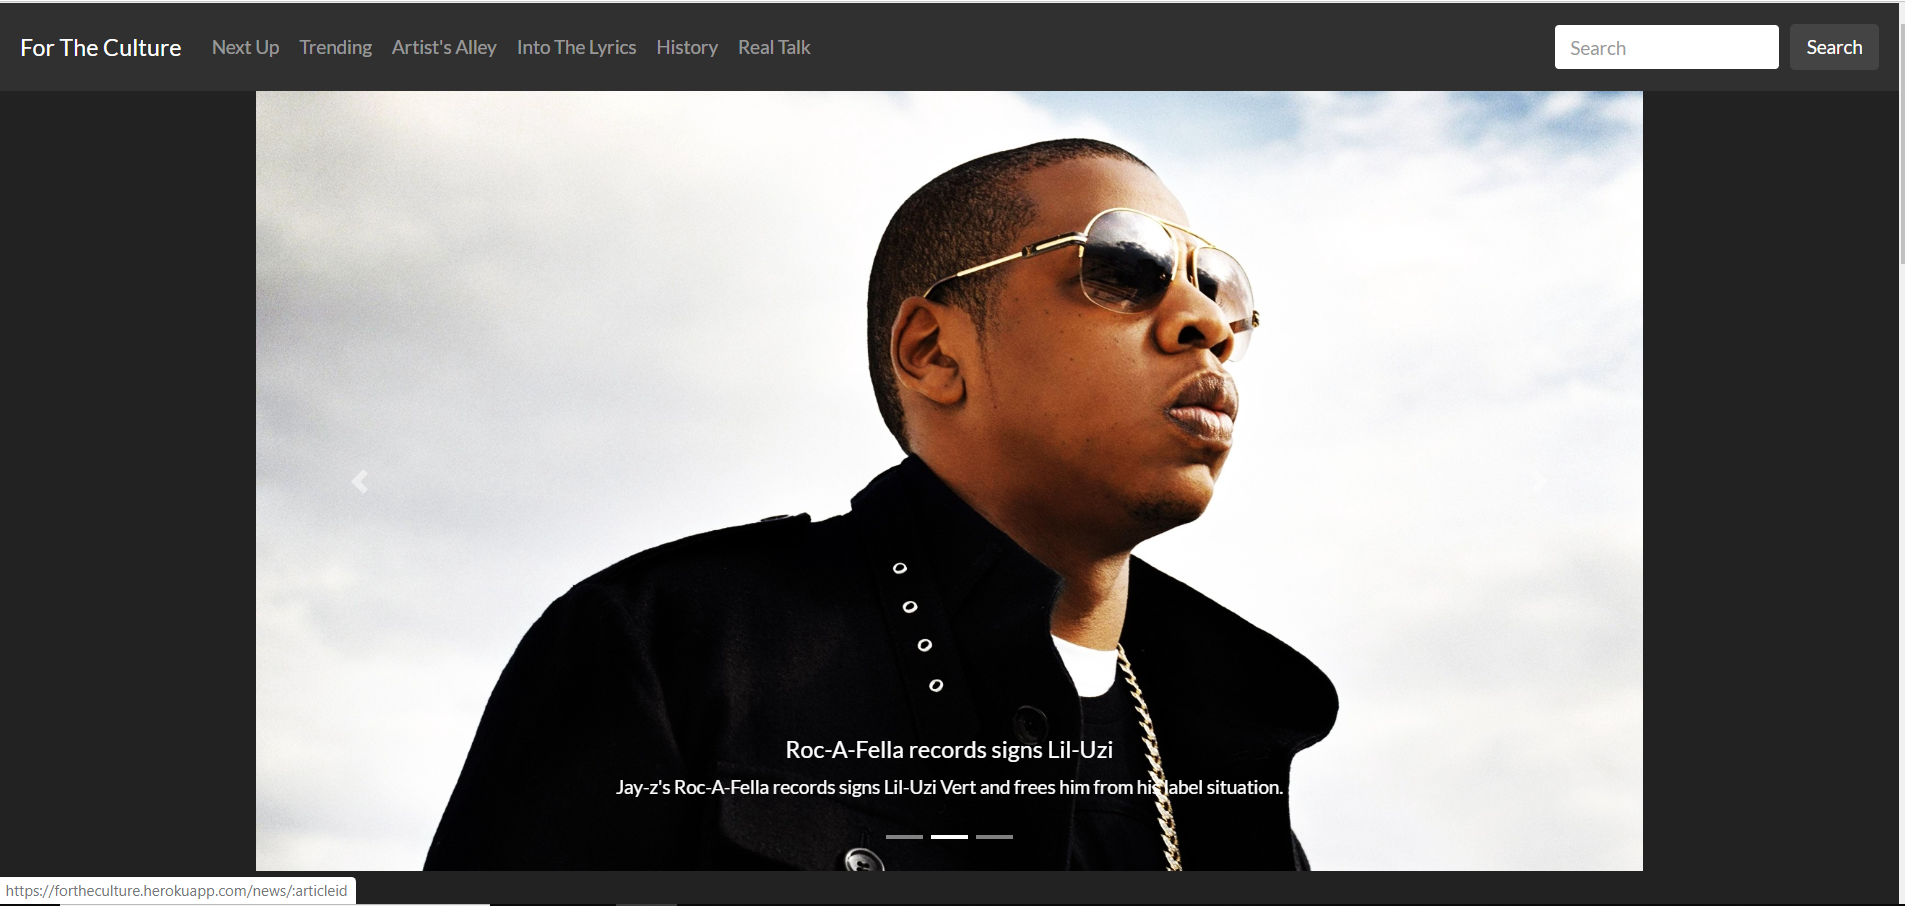 For The Culture Next Up Trending Artist's Alley Into The Lyrics History Real Talk Search Search
Roc-A-Fella records signs Lil-Uzi
Jay-z's Roc-A-Fella records signs Lil-Uzi Vert and frees him from his label situation.
https://fortheculture.herokuapp.com/news/:articleid